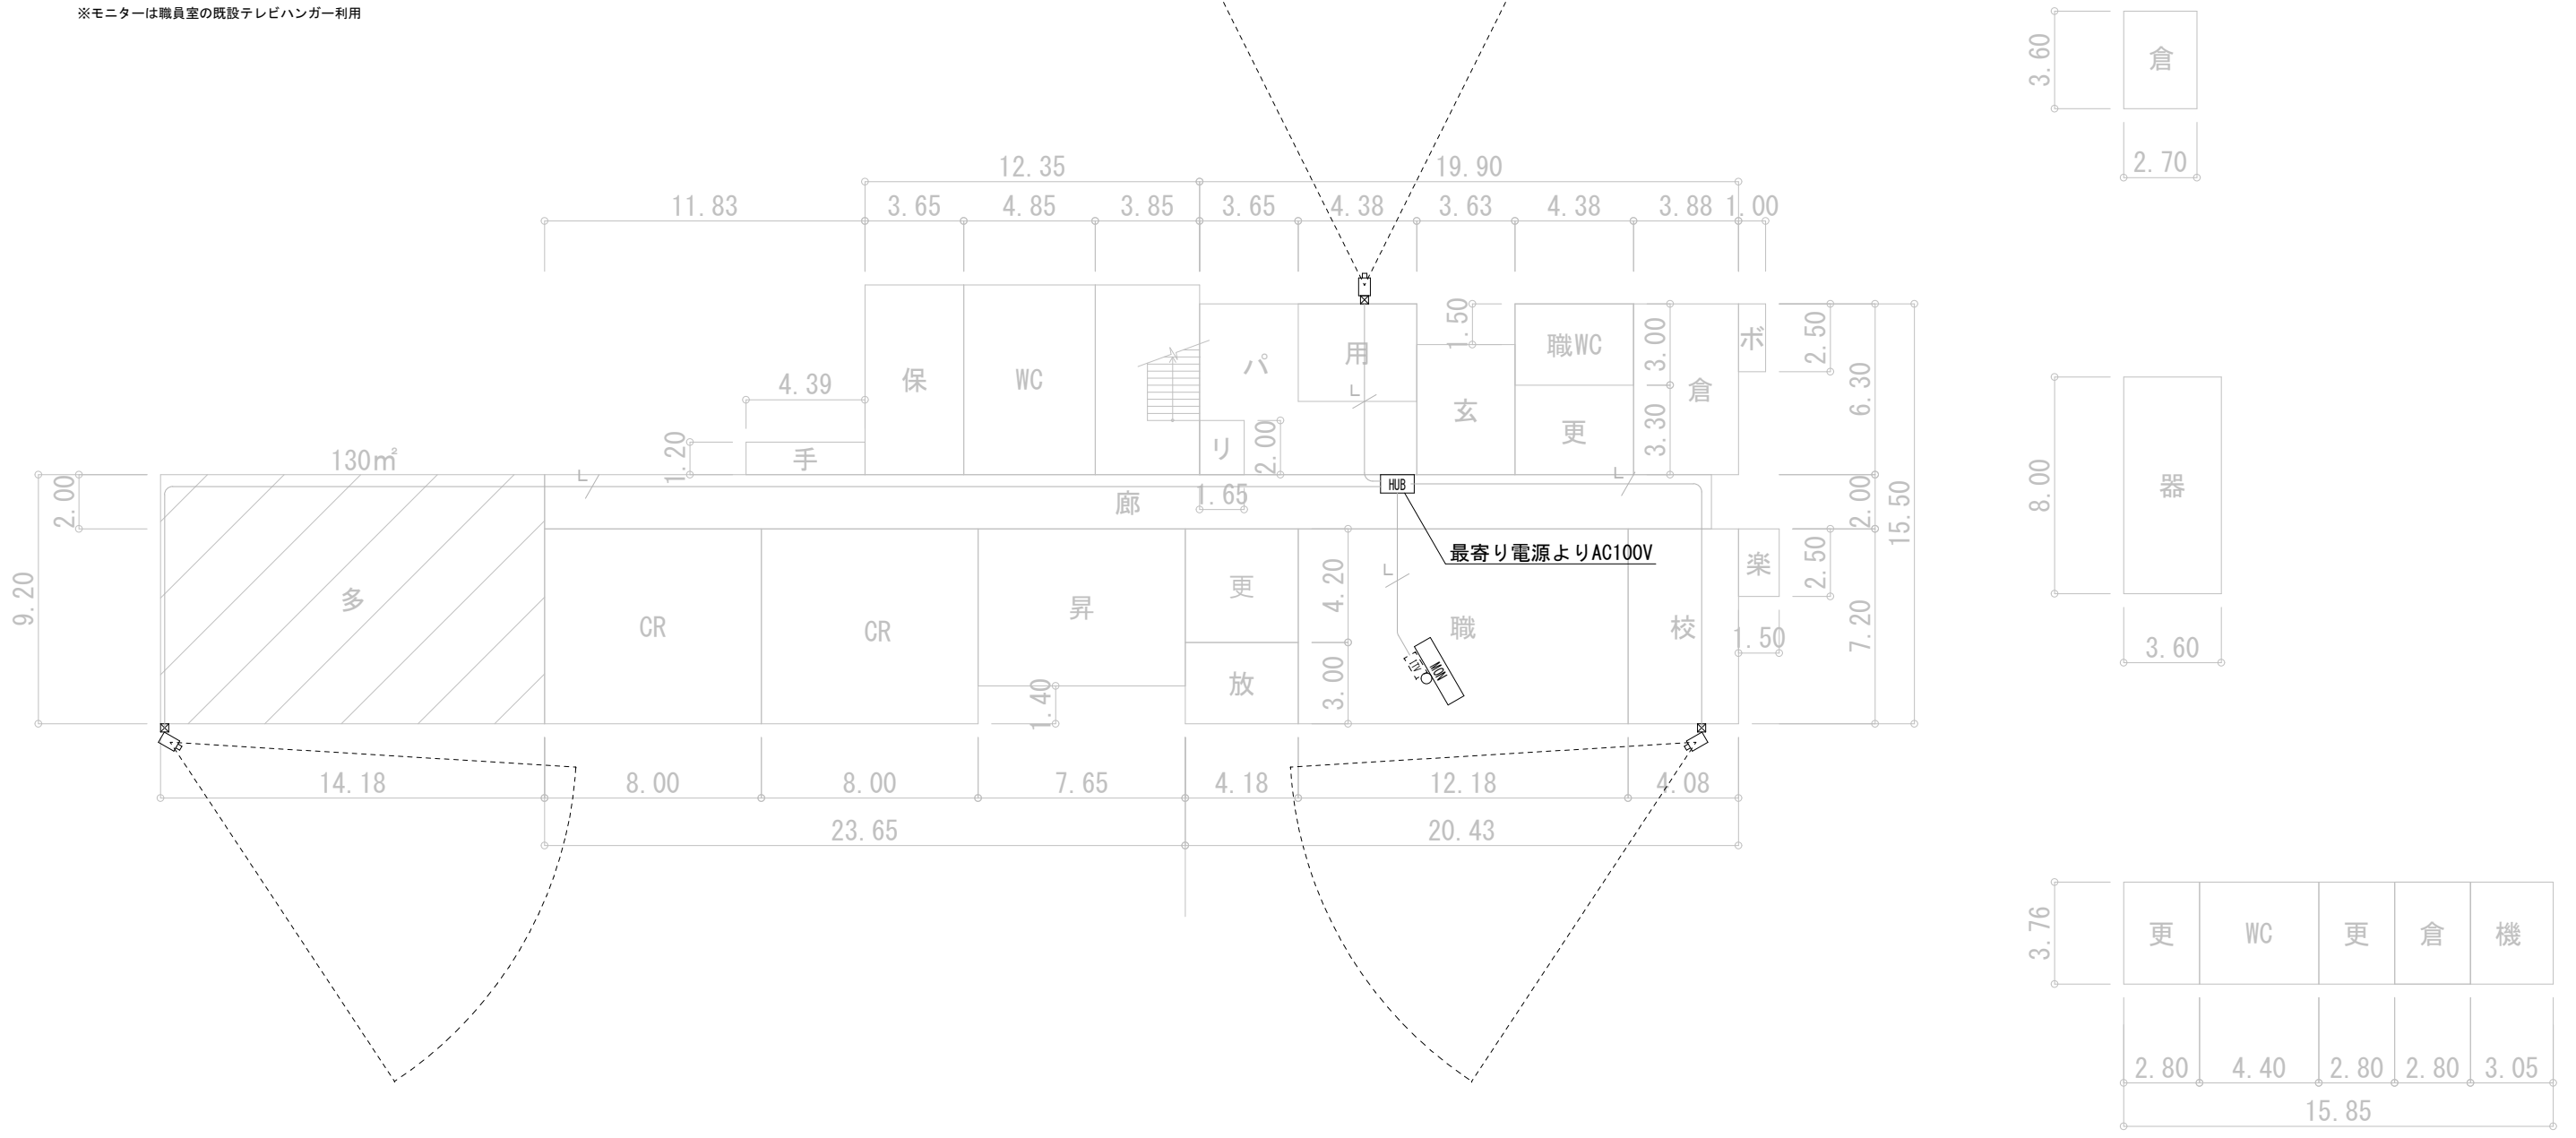 ※モニターは職員室の既設テレビハンガー利用
3.60
倉
2.70
12.35
19.90
11.83
3.65
4.85
3.85
3.65
4.38
3.63
4.38
3.88
1.00
1.50
職WC
3.00
ボ
2.50
用
パ
保
WC
4.39
L
玄
倉
6.30
更
3.30
手
1.20
リ
2.00
130㎡
2.00
L
HUB
L
廊
1.65
2.00
15.50
8.00
器
最寄り電源よりAC100V
9.20
多
CR
CR
昇
更
4.20
L
職
校
楽
2.50
1.50
7.20
3.60
ITV
MON
放
3.00
1.40
14.18
8.00
8.00
7.65
4.18
12.18
4.08
23.65
20.43
3.76
更
WC
更
倉
機
2.80
4.40
2.80
2.80
3.05
15.85